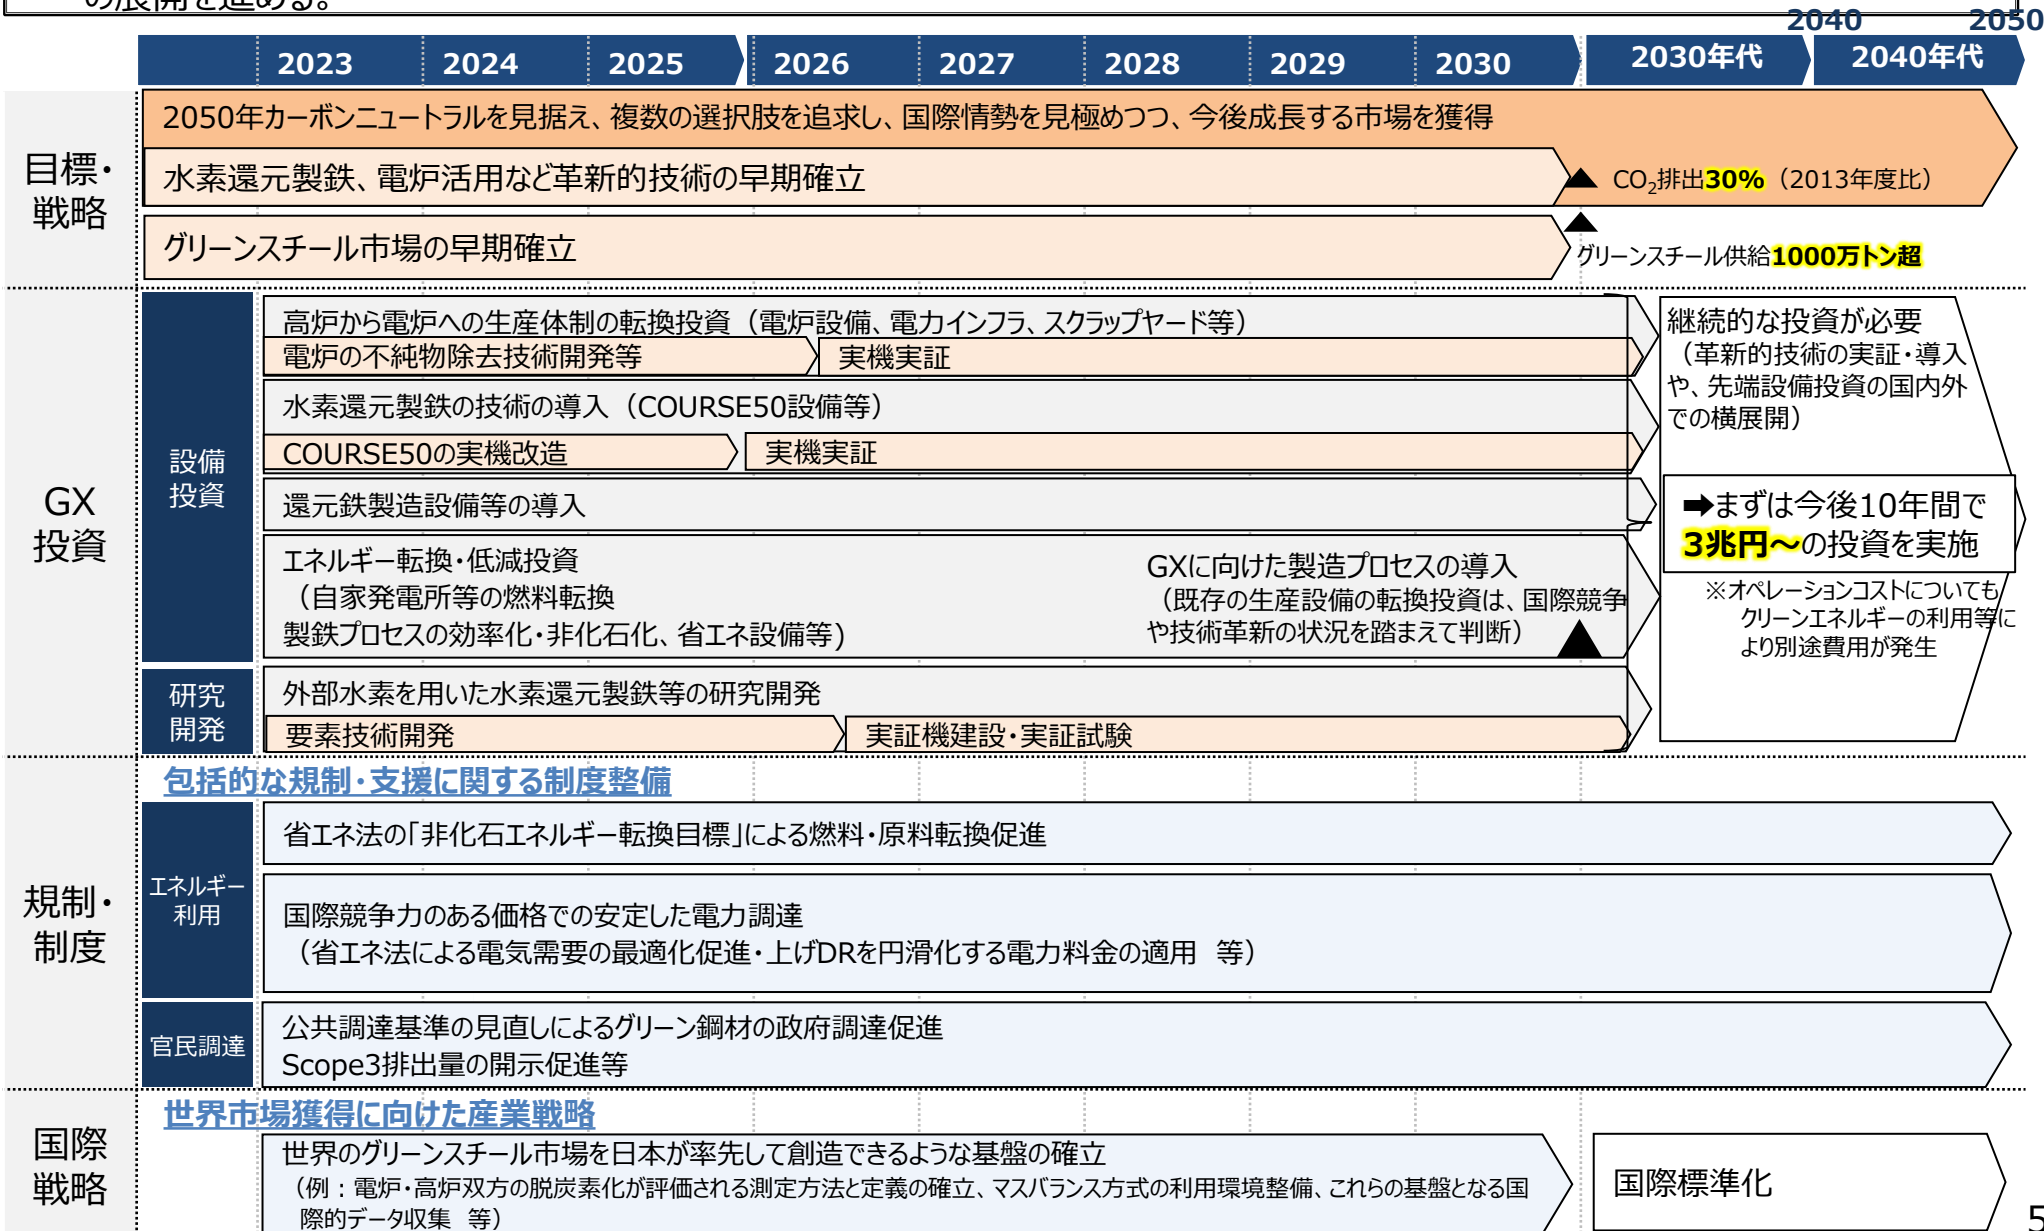 の展開を進める。
2040 2050
2023 2024 2025 2026 2027 2028 2029 2030 2030年代 2040年代
目標・
戦略
2050年カーボンニュートラルを見据え、複数の選択肢を追求し、国際情勢を見極めつつ、今後成長する市場を獲得
水素還元製鉄、電炉活用など革新的技術の早期確立
CO₂排出30%（2013年度比）
グリーンスチール市場の早期確立
グリーンスチール供給1000万トン超
GX
投資
設備
投資
高炉から電炉への生産体制の転換投資（電炉設備、電力インフラ、スクラップヤード等）
電炉の不純物除去技術開発等
実機実証
水素還元製鉄の技術の導入（COURSE50設備等）
COURSE50の実機改造
実機実証
還元鉄製造設備等の導入
エネルギー転換・低減投資
（自家発電所等の燃料転換
製鉄プロセスの効率化・非化石化、省エネ設備等）
GXに向けた製造プロセスの導入
（既存の生産設備の転換投資は、国際競争
や技術革新の状況を踏まえて判断）
継続的な投資が必要
（革新的技術の実証・導入
や、先端設備投資の国内外
での横展開）
➡まずは今後10年間で
3兆円～の投資を実施
※オペレーションコストについても
クリーンエネルギーの利用等に
より別途費用が発生
研究
開発
外部水素を用いた水素還元製鉄等の研究開発
要素技術開発
実証機建設・実証試験
規制・
制度
包括的な規制・支援に関する制度整備
エネルギー
利用
省エネ法の「非化石エネルギー転換目標」による燃料・原料転換促進
国際競争力のある価格での安定した電力調達
（省エネ法による電気需要の最適化促進・上げDRを円滑化する電力料金の適用　等）
官民調達
公共調達基準の見直しによるグリーン鋼材の政府調達促進
Scope3排出量の開示促進等
国際
戦略
世界市場獲得に向けた産業戦略
世界のグリーンスチール市場を日本が率先して創造できるような基盤の確立
（例：電炉・高炉双方の脱炭素化が評価される測定方法と定義の確立、マスバランス方式の利用環境整備、これらの基盤となる国
際的データ収集　等）
国際標準化
5